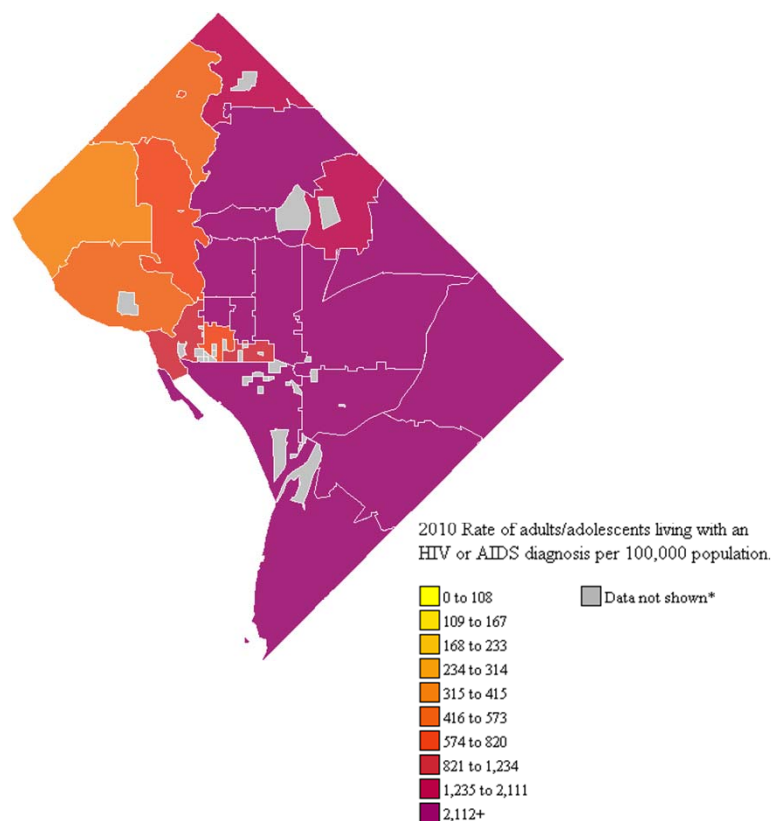 2010 Rate of adults/adolescents living with an
HIV or AIDS diagnosis per 100,000 population.
0 to 108
Data not shown*
109 to 167
168 to 233
234 to 314
315 to 415
416 to 573
574 to 820
821 to 1,234
1,235 to 2,111
2,112+